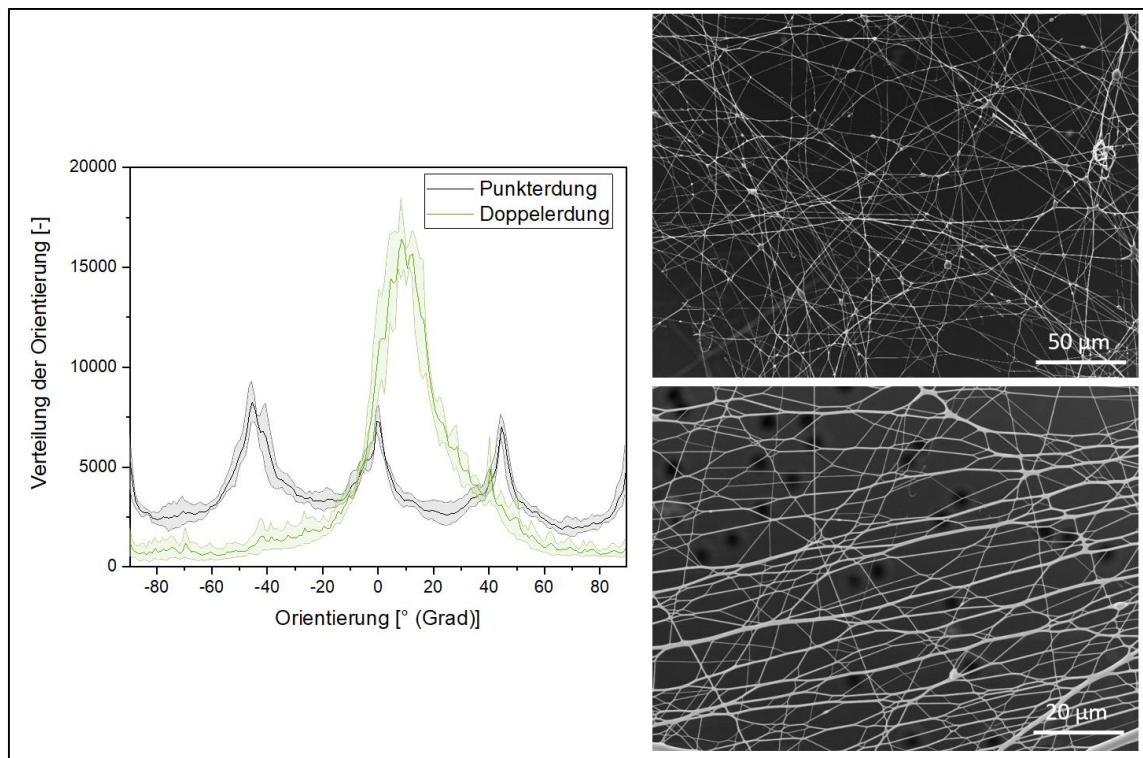 20000
15000
10000
5000
0
-80 -60 -40 -20 0 20 40 60 80
Verteilung der Orientierung [-]
Orientierung [° (Grad)]
Punkterdung
Doppelerdung
50 µm
20 µm